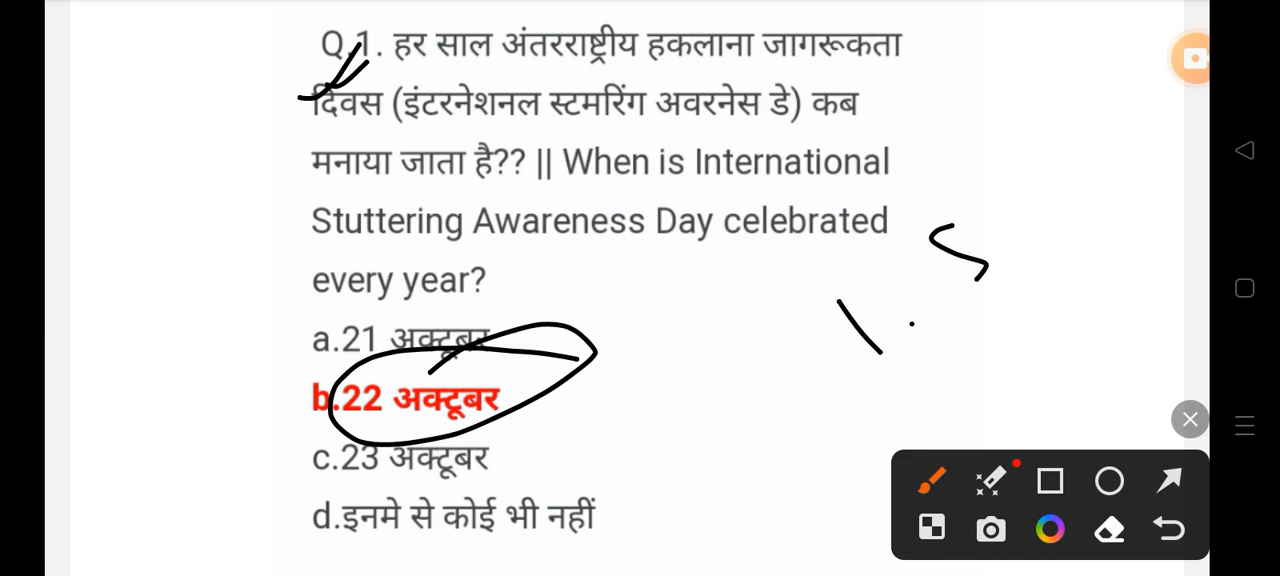 Q.1. हर साल अंतरराष्ट्रीय हकलाना जागरूकता
दिवस (इंटरनेशनल स्टमरिंग अवरनेस डे) कब
मनाया जाता है?? || When is International
Stuttering Awareness Day celebrated
every year?
a.21 अक्टूबर
b.22 अक्टूबर
c.23 अक्टूबर
d.इनमे से कोई भी नहीं